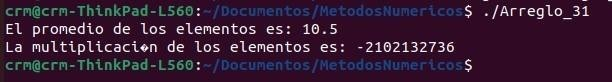 crm@crm-ThinkPad-L560:~/Documentos/MetodosNumericos$ ./Arreglo_31
El promedio de los elementos es: 10.5
La multiplicaci�n de los elementos es: -2102132736
crm@crm-ThinkPad-L560:~/Documentos/MetodosNumericos$